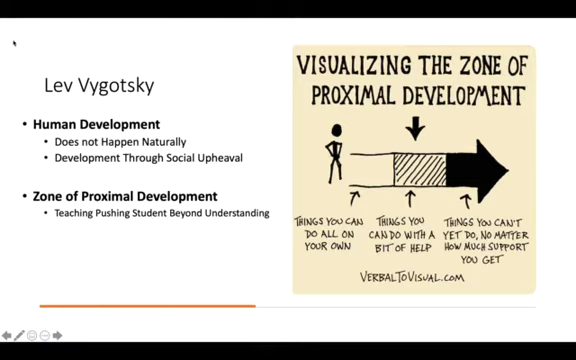 Lev Vygotsky
• Human Development
• Does not Happen Naturally
• Development Through Social Upheaval
• Zone of Proximal Development
• Teaching Pushing Student Beyond Understanding
VISUALIZING THE ZONE OF
PROXIMAL DEVELOPMENT
THINGS YOU CAN
DO ALL ON
YOUR OWN
THINGS YOU
CAN DO WITH A
BIT OF HELP
THINGS YOU CAN'T
YET DO, NO MATTER
HOW MUCH SUPPORT
YOU GET
VERBALTOVISUAL.COM